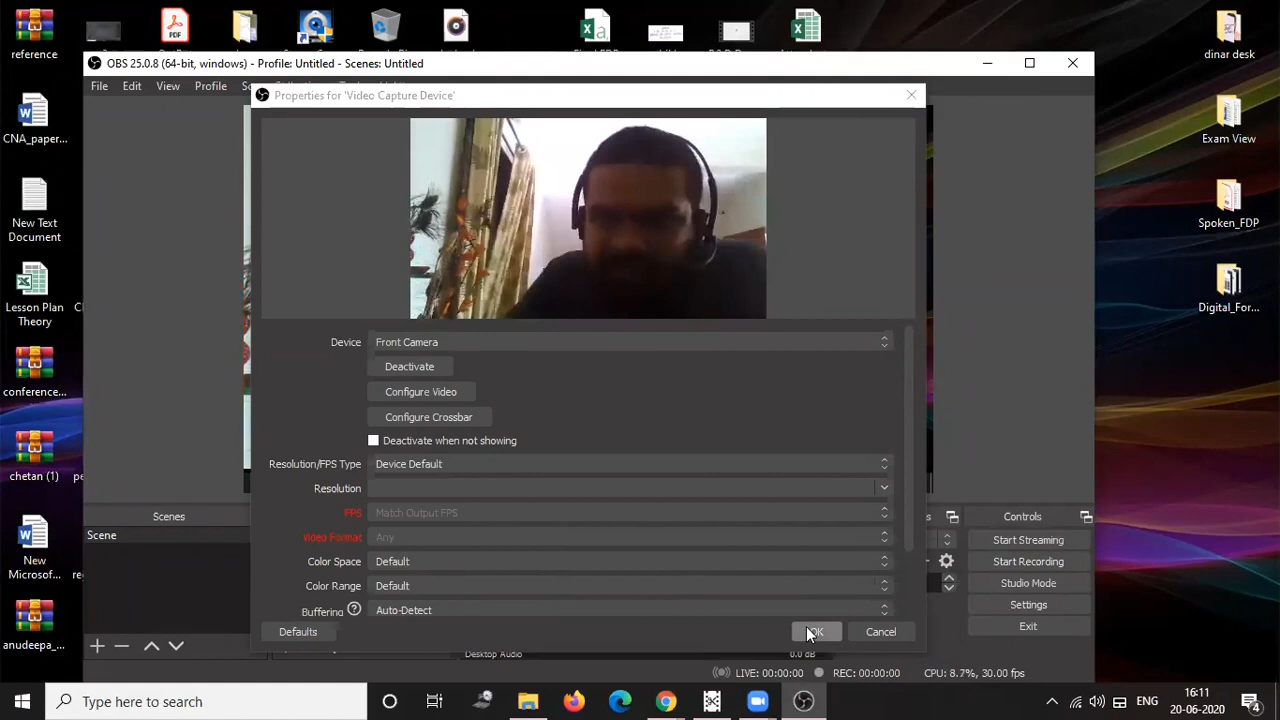 reference
PDF
dinar desk
OBS 25.0.8 (64-bit, windows) - Profile: Untitled - Scenes: Untitled
File Edit View Profile
Properties for 'Video Capture Device'
CNA_paper...
Exam View
New Text
Document
Spoken_FDP
Device Front Camera
Deactivate
Configure Video
Configure Crossbar
Deactivate when not showing
Lesson Plan
Theory
Digital_For...
Resolution/FPS Type Device Default
Resolution
FPS Match Output FPS
Video Format Any
Color Space Default
Color Range Default
Buffering ? Auto-Detect
Defaults OK Cancel
conference...
chetan (1)
Scenes
Scene
Controls
Start Streaming
Start Recording
Studio Mode
Settings
Exit
New
Microsof...
anudeepa_...
Desktop Audio 0.0 dB
LIVE: 00:00:00 REC: 00:00:00 CPU: 8.7%, 30.00 fps
Type here to search
ENG
16:11
20-06-2020
4